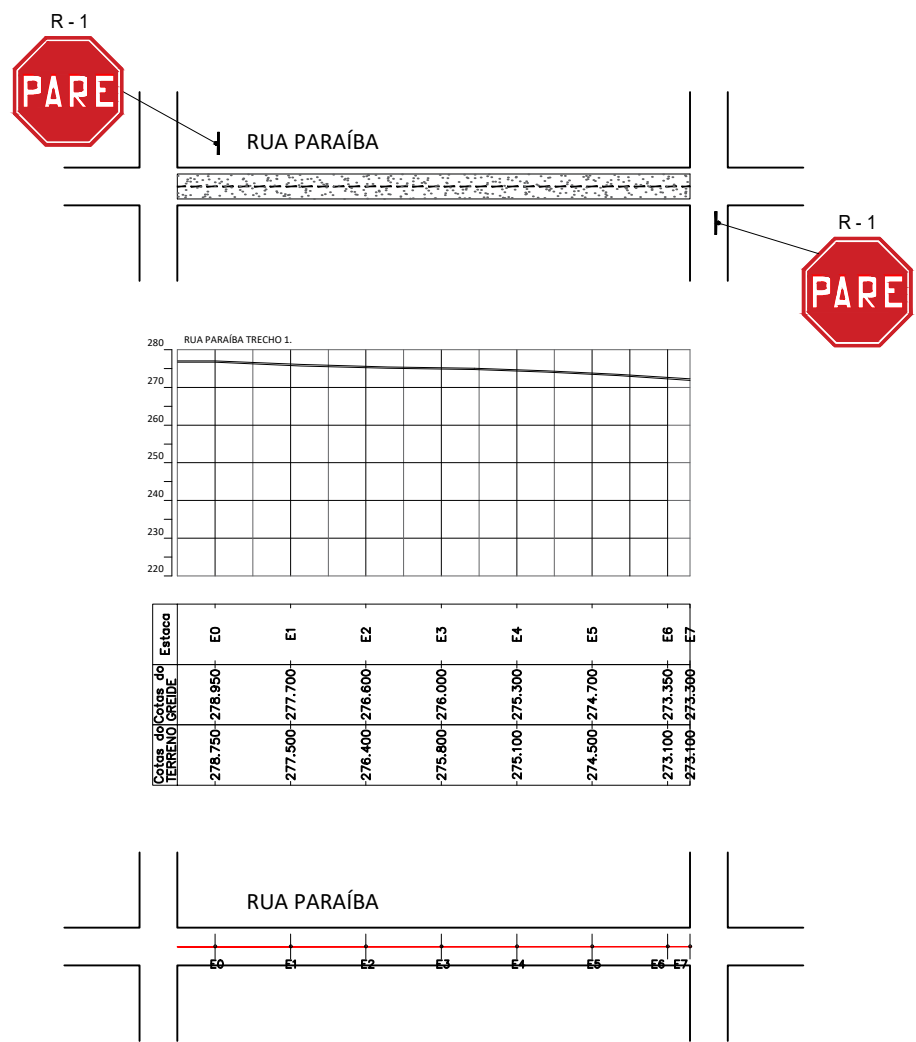 R - 1
PARE
RUA PARAÍBA
R - 1
PARE
RUA PARAÍBA TRECHO 1.
280
270
260
250
240
230
220
Estaca
E0
E1
E2
E3
E4
E5
E6
E7
Cotas do
GREIDE
278.950
277.700
276.600
276.000
275.300
274.700
273.350
273.300
Cotas do
TERRENO
278.750
277.500
276.400
275.800
275.100
274.500
273.100
273.100
RUA PARAÍBA
E0
E1
E2
E3
E4
E5
E6
E7